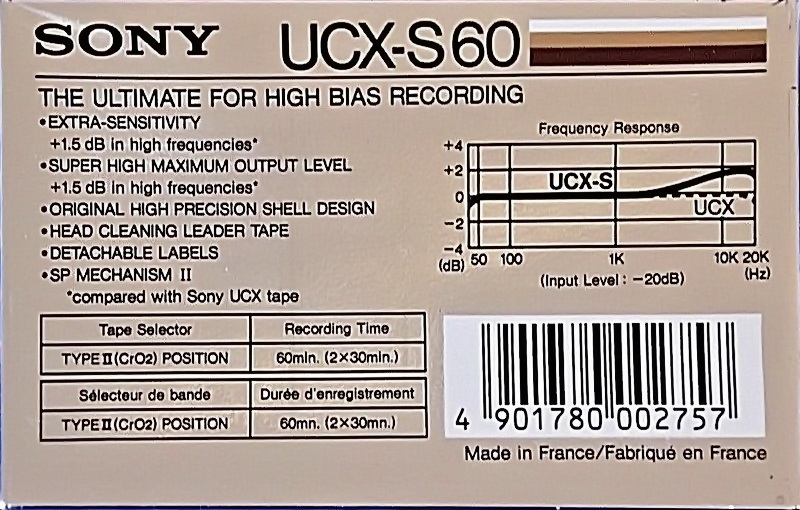 SONY UCX-S 60
THE ULTIMATE FOR HIGH BIAS RECORDING
•EXTRA-SENSITIVITY
+1.5 dB in high frequencies*
•SUPER HIGH MAXIMUM OUTPUT LEVEL
+1.5 dB in high frequencies*
•ORIGINAL HIGH PRECISION SHELL DESIGN
•HEAD CLEANING LEADER TAPE
•DETACHABLE LABELS
•SP MECHANISM II
*compared with Sony UCX tape
Frequency Response
+4
+2
0
-2
-4
(dB)
UCX-S
UCX
50 100 1K 10K 20K
(Hz)
(Input Level: -20dB)
Tape Selector Recording Time
TYPE II (CrO2) POSITION 60min. (2×30min.)
Sélecteur de bande Durée d'enregistrement
TYPE II (CrO2) POSITION 60mn. (2×30mn.)
4 901780 002757
Made in France/Fabriqué en France